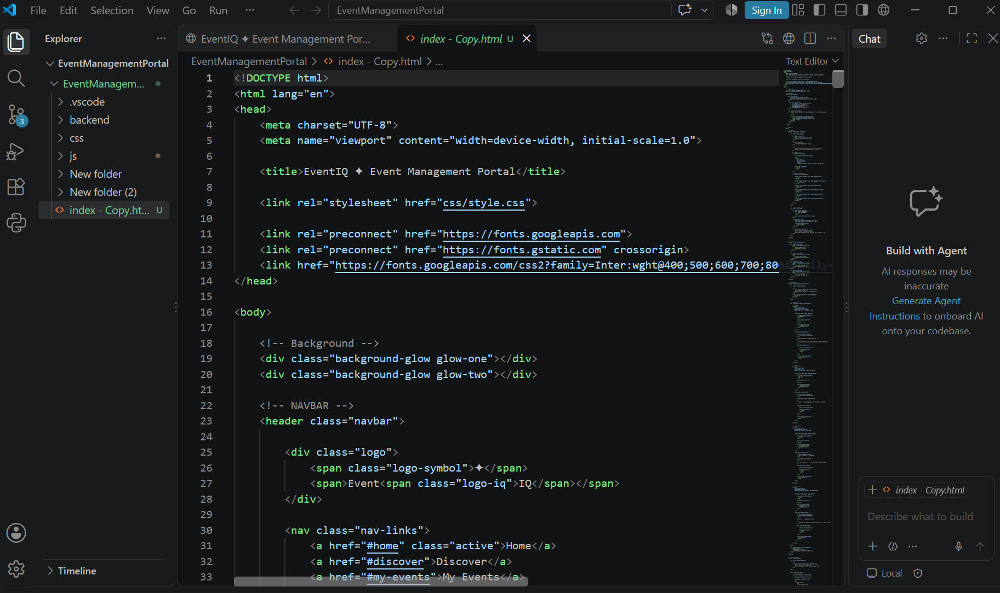 File Edit Selection View Go Run ··· EventManagementPortal Sign In
Explorer ···
EventManagementPortal
EventManagem...
.vscode
backend
css
js
New folder
New folder (2)
index - Copy.ht... U
3
Timeline
EventIQ ✦ Event Management Por...
index - Copy.html U
EventManagementPortal > index - Copy.html > ...
Text Editor
1 <!DOCTYPE html>
2 <html lang="en">
3 <head>
4 <meta charset="UTF-8">
5 <meta name="viewport" content="width=device-width, initial-scale=1.0">
6
7 <title>EventIQ ✦ Event Management Portal</title>
8
9 <link rel="stylesheet" href="css/style.css">
10
11 <link rel="preconnect" href="https://fonts.googleapis.com">
12 <link rel="preconnect" href="https://fonts.gstatic.com" crossorigin>
13 <link href="https://fonts.googleapis.com/css2?family=Inter:wght@400;500;600;700;800&family=
14 </head>
15
16 <body>
17
18 <!-- Background -->
19 <div class="background-glow glow-one"></div>
20 <div class="background-glow glow-two"></div>
21
22 <!-- NAVBAR -->
23 <header class="navbar">
24
25 <div class="logo">
26 <span class="logo-symbol">✦</span>
27 <span>Event<span class="logo-iq">IQ</span></span>
28 </div>
29
30 <nav class="nav-links">
31 <a href="#home" class="active">Home</a>
32 <a href="#discover">Discover</a>
33 <a href="#my-events">My Events</a>
Chat
Build with Agent
AI responses may be
inaccurate
Generate Agent
Instructions to onboard AI
onto your codebase.
index - Copy.html
Describe what to build
Local